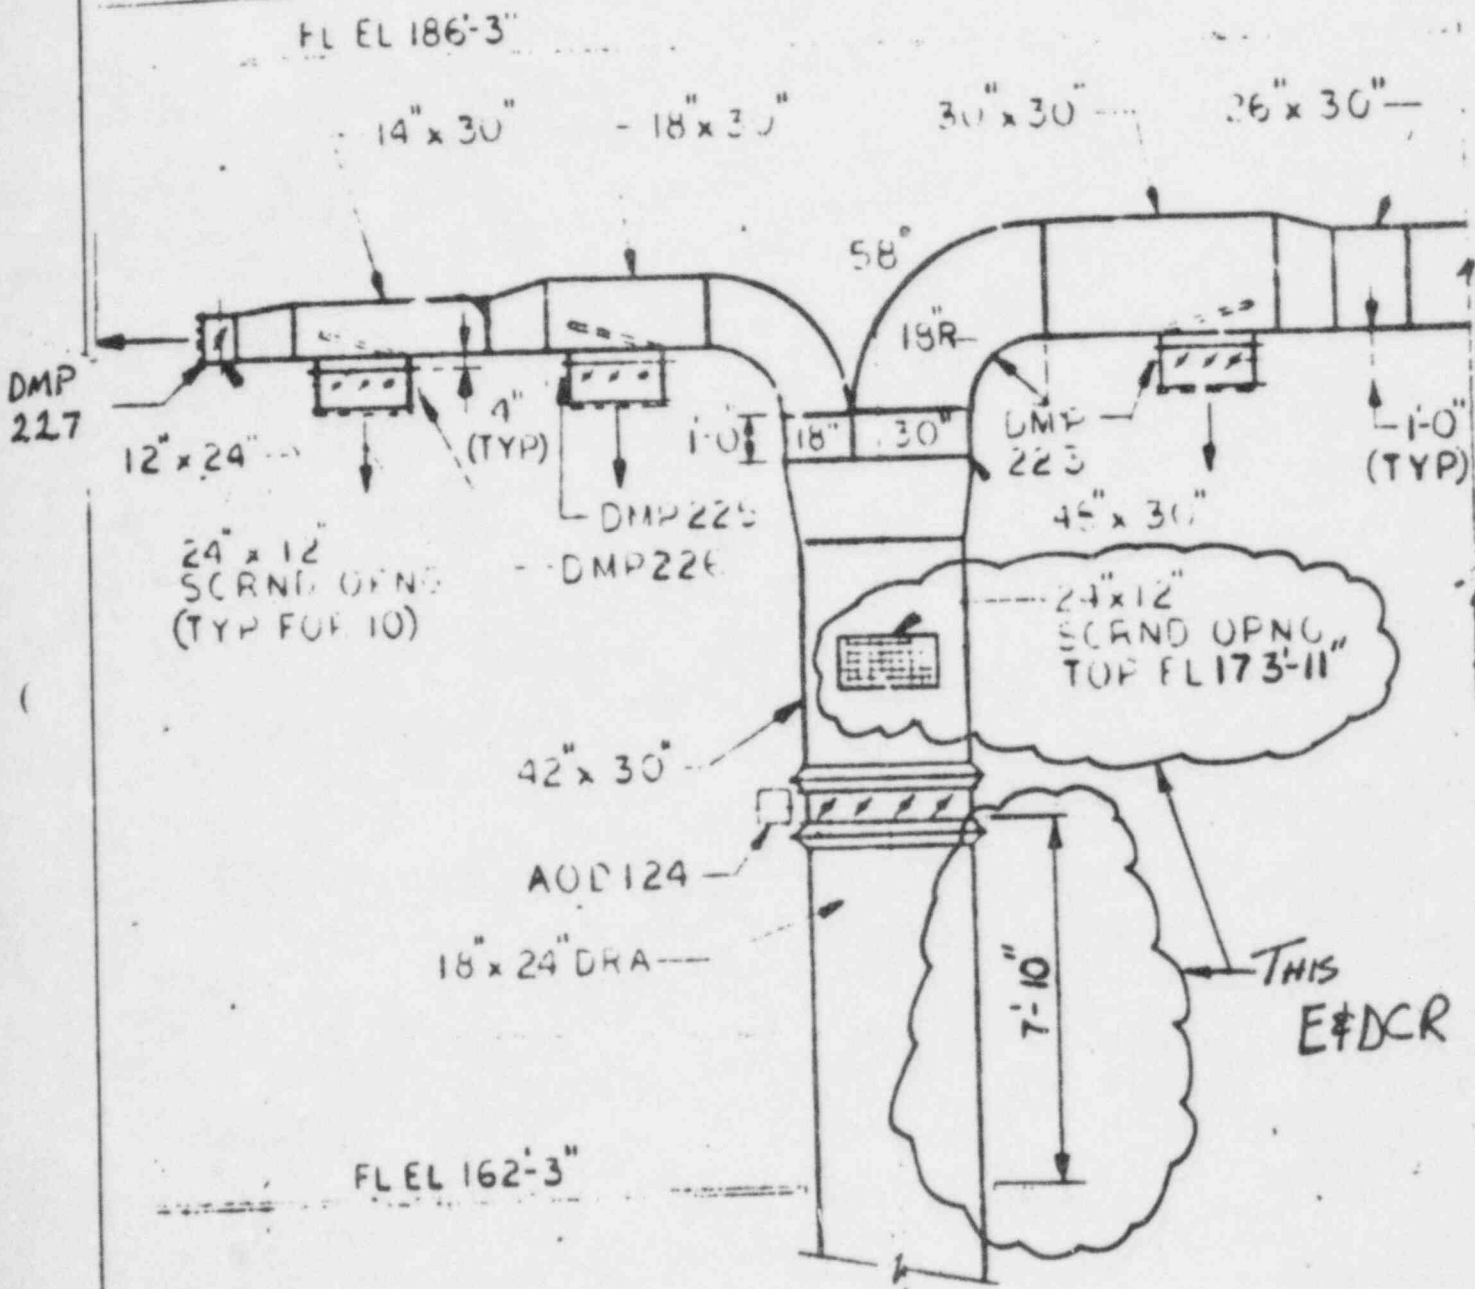 FL EL 186'-3"
14" x 30"
18" x 30"
30" x 30"
26" x 30"
58°
18"R
DMP
227
12" x 24"
4"
(TYP)
1'-0"
18"
30"
DMP
223
1'-0"
(TYP)
DMP 225
DMP 226
24" x 12"
SCRND OPNG
(TYP FOR 10)
48" x 30"
24" x 12"
SCRND OPNG
TOP EL 173'-11"
42" x 30"
AOD 124
18" x 24" DRA
7'-10"
THIS
E&DCR
FL EL 162'-3"